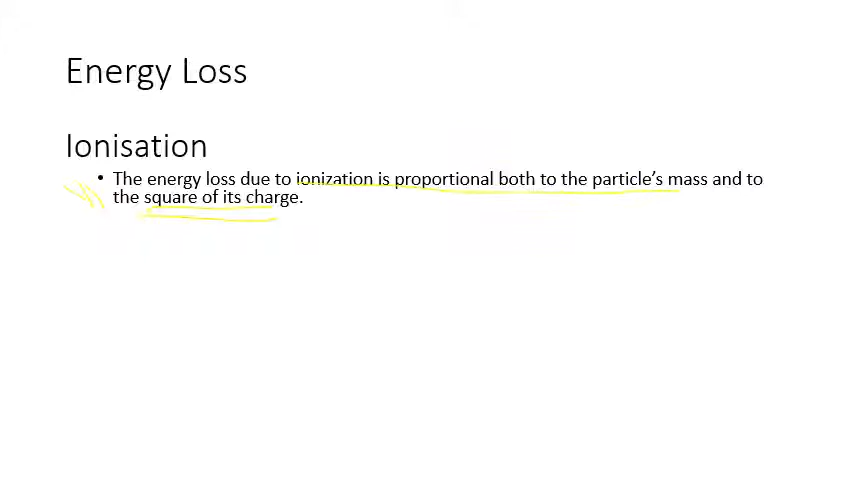 Energy Loss
Ionisation
• The energy loss due to ionization is proportional both to the particle’s mass and to
the square of its charge.